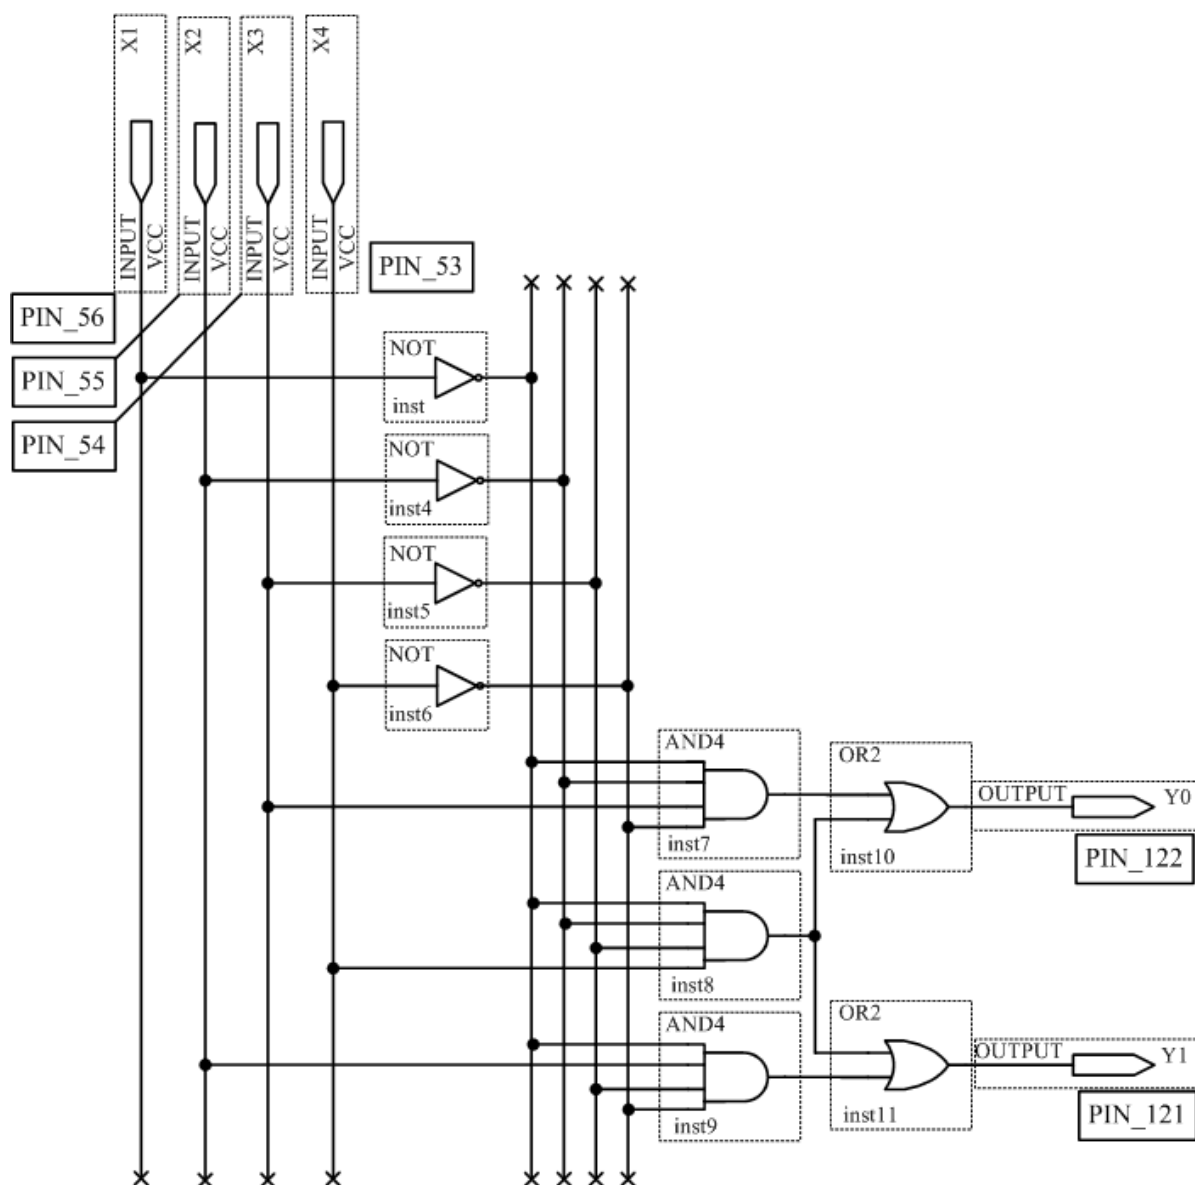 X1
X2
X3
X4
INPUT
VCC
INPUT
VCC
INPUT
VCC
INPUT
VCC
PIN_53
PIN_56
PIN_55
PIN_54
NOT
inst
NOT
inst4
NOT
inst5
NOT
inst6
AND4
inst7
OR2
inst10
OUTPUT
Y0
PIN_122
AND4
inst8
AND4
inst9
OR2
inst11
OUTPUT
Y1
PIN_121